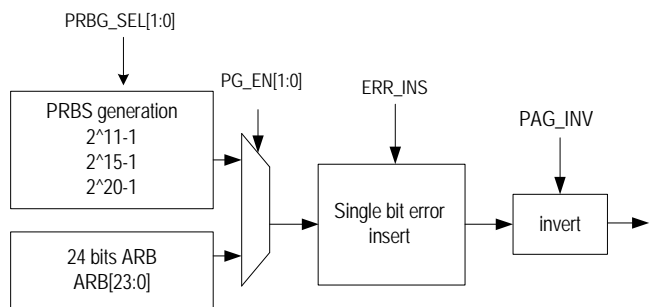 PRBG_SEL[1:0]
PRBS generation
2^11-1
2^15-1
2^20-1
PG_EN[1:0]
ERR_INS
PAG_INV
24 bits ARB
ARB[23:0]
Single bit error
insert
invert